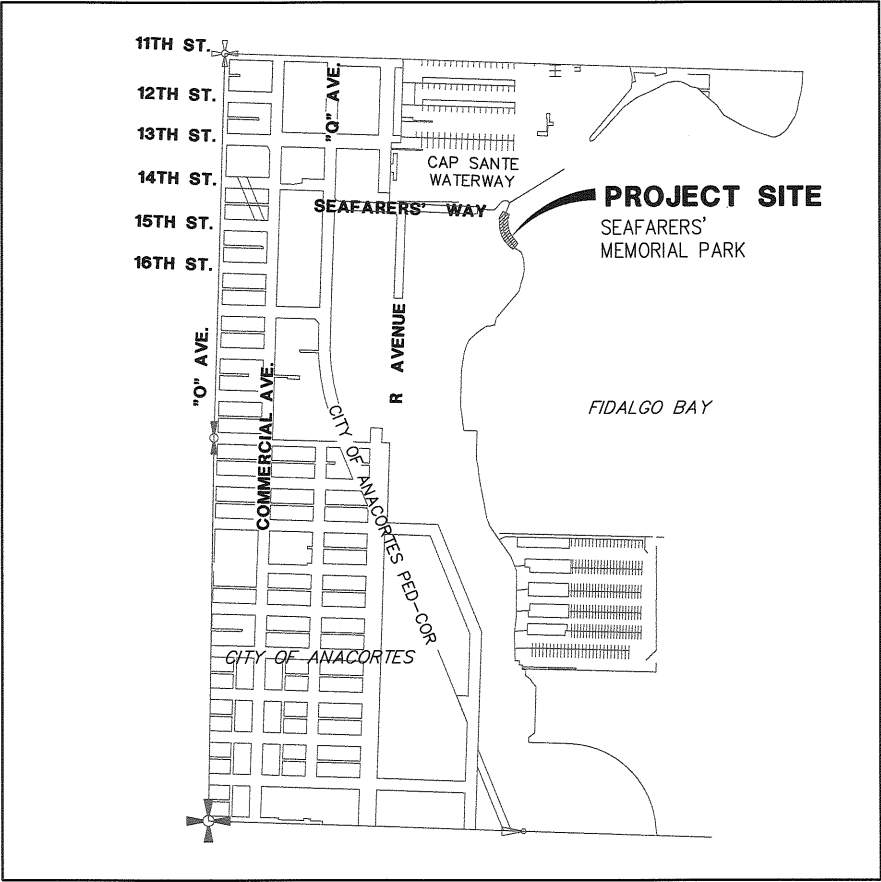 11TH ST.
12TH ST.
13TH ST.
14TH ST.
15TH ST.
16TH ST.
"Q" AVE.
CAP SANTE
WATERWAY
SEAFARERS' WAY
PROJECT SITE
SEAFARERS'
MEMORIAL PARK
"O" AVE.
COMMERCIAL AVE.
R AVENUE
FIDALGO BAY
CITY OF ANACORTES PED-COR
CITY OF ANACORTES